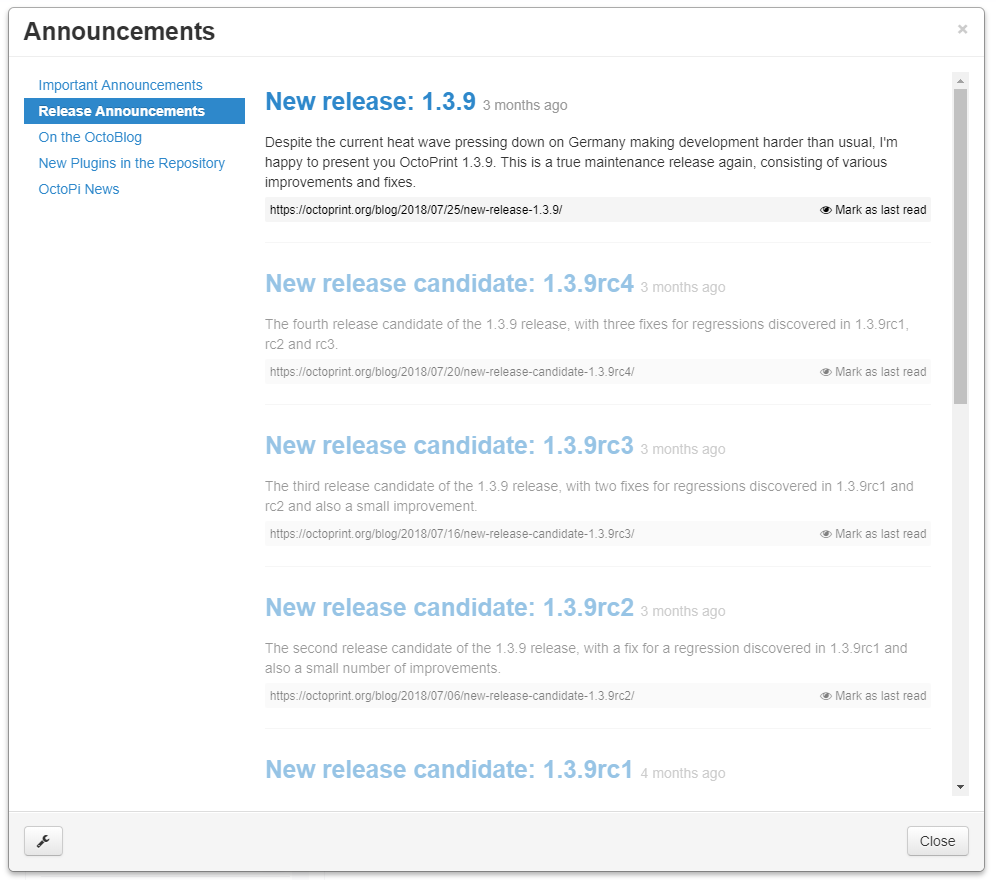 Announcements
×
Important Announcements
Release Announcements
On the OctoBlog
New Plugins in the Repository
OctoPi News
New release: 1.3.9 3 months ago
Despite the current heat wave pressing down on Germany making development harder than usual, I'm
happy to present you OctoPrint 1.3.9. This is a true maintenance release again, consisting of various
improvements and fixes.
https://octoprint.org/blog/2018/07/25/new-release-1.3.9/ Mark as last read
New release candidate: 1.3.9rc4 3 months ago
The fourth release candidate of the 1.3.9 release, with three fixes for regressions discovered in 1.3.9rc1,
rc2 and rc3.
https://octoprint.org/blog/2018/07/20/new-release-candidate-1.3.9rc4/ Mark as last read
New release candidate: 1.3.9rc3 3 months ago
The third release candidate of the 1.3.9 release, with two fixes for regressions discovered in 1.3.9rc1 and
rc2 and also a small improvement.
https://octoprint.org/blog/2018/07/16/new-release-candidate-1.3.9rc3/ Mark as last read
New release candidate: 1.3.9rc2 3 months ago
The second release candidate of the 1.3.9 release, with a fix for a regression discovered in 1.3.9rc1 and
also a small number of improvements.
https://octoprint.org/blog/2018/07/06/new-release-candidate-1.3.9rc2/ Mark as last read
New release candidate: 1.3.9rc1 4 months ago
Close